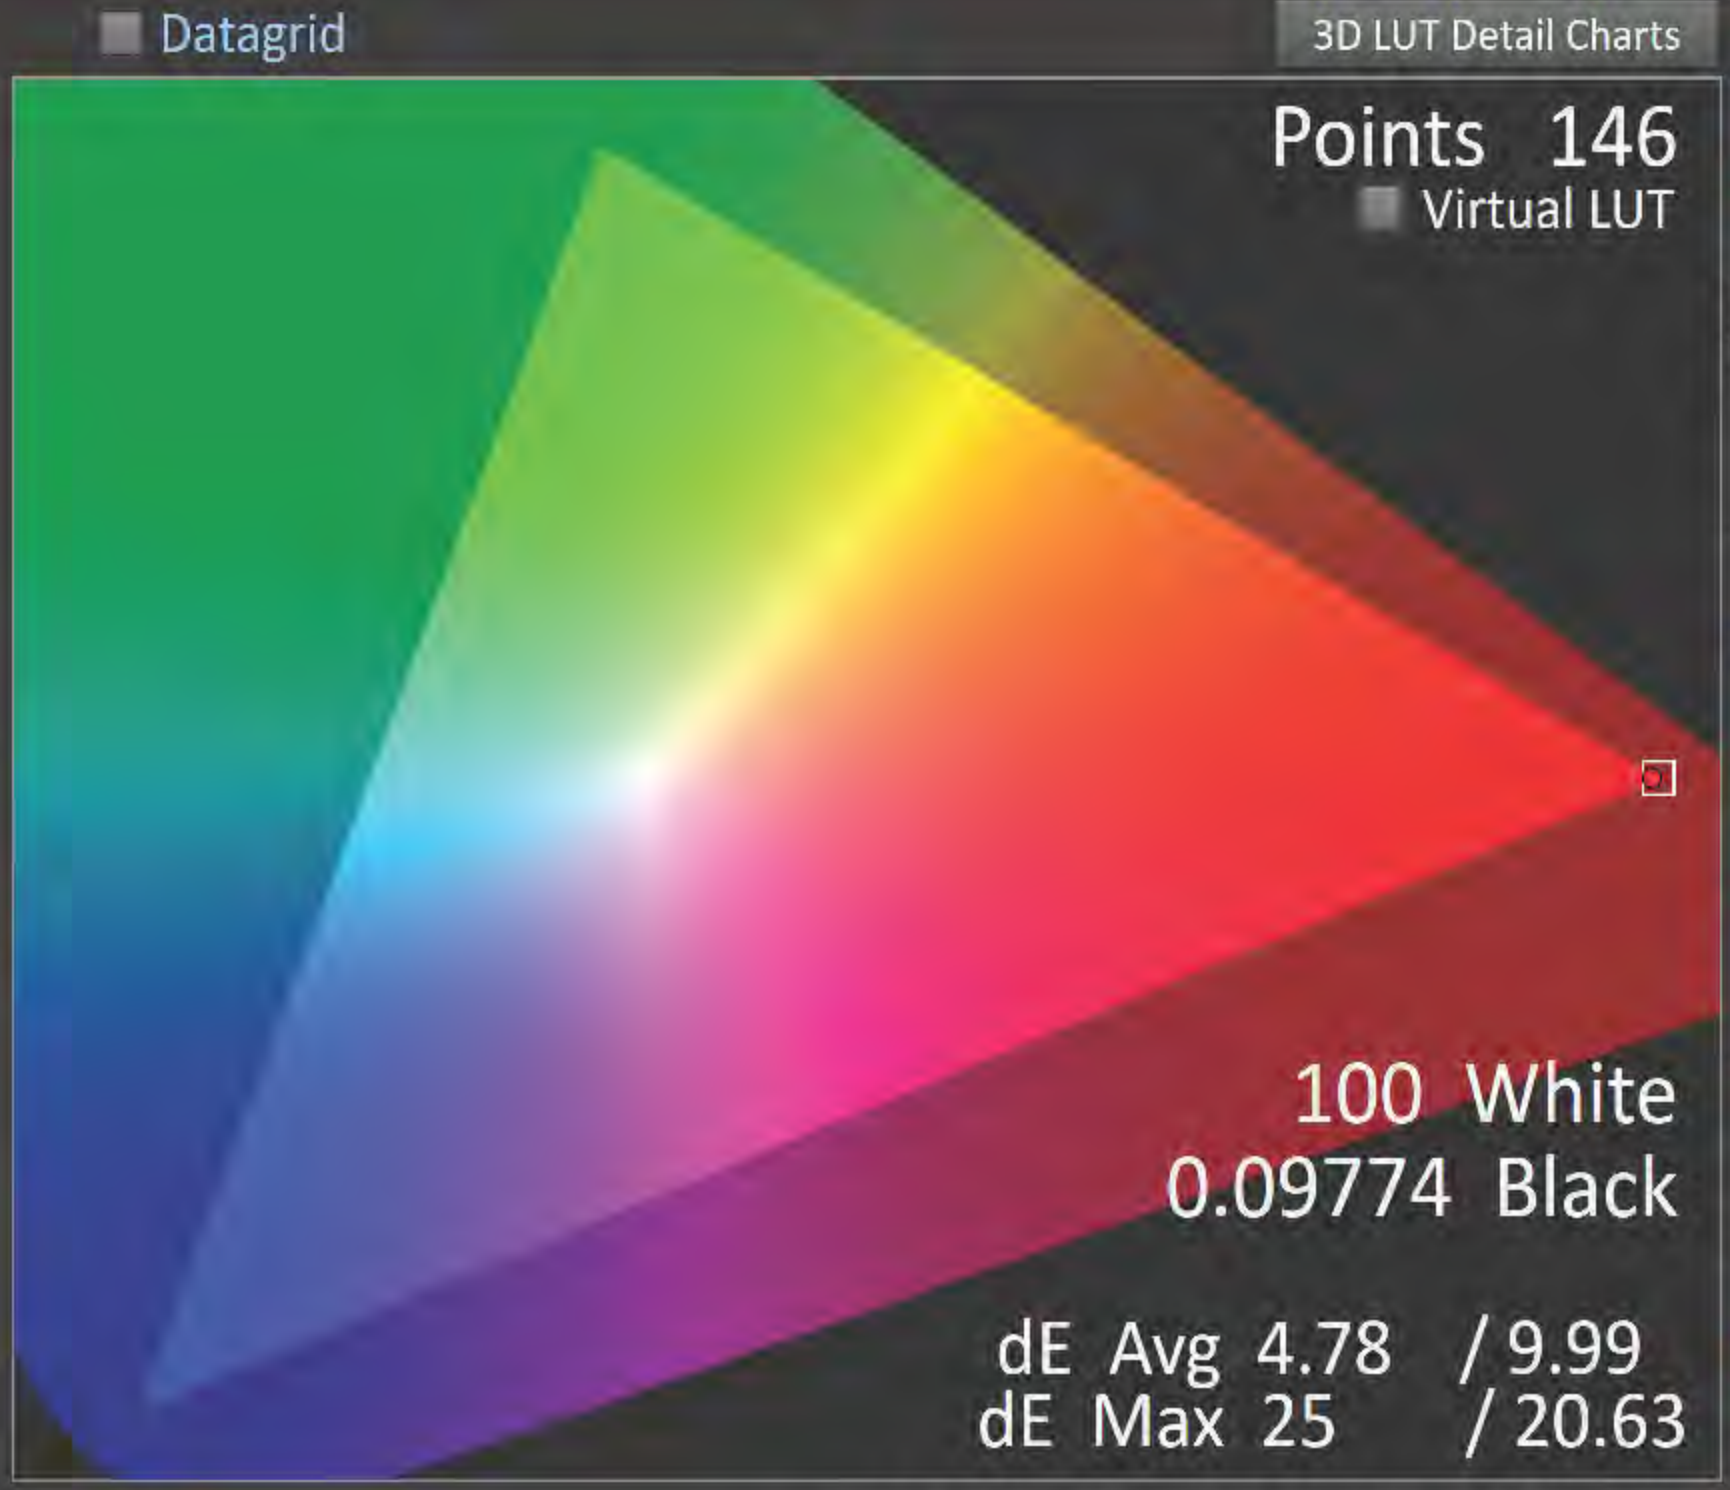 Datagrid
3D LUT Detail Charts
Points 146
Virtual LUT
100 White
0.09774 Black
dE Avg 4.78 / 9.99
dE Max 25 / 20.63